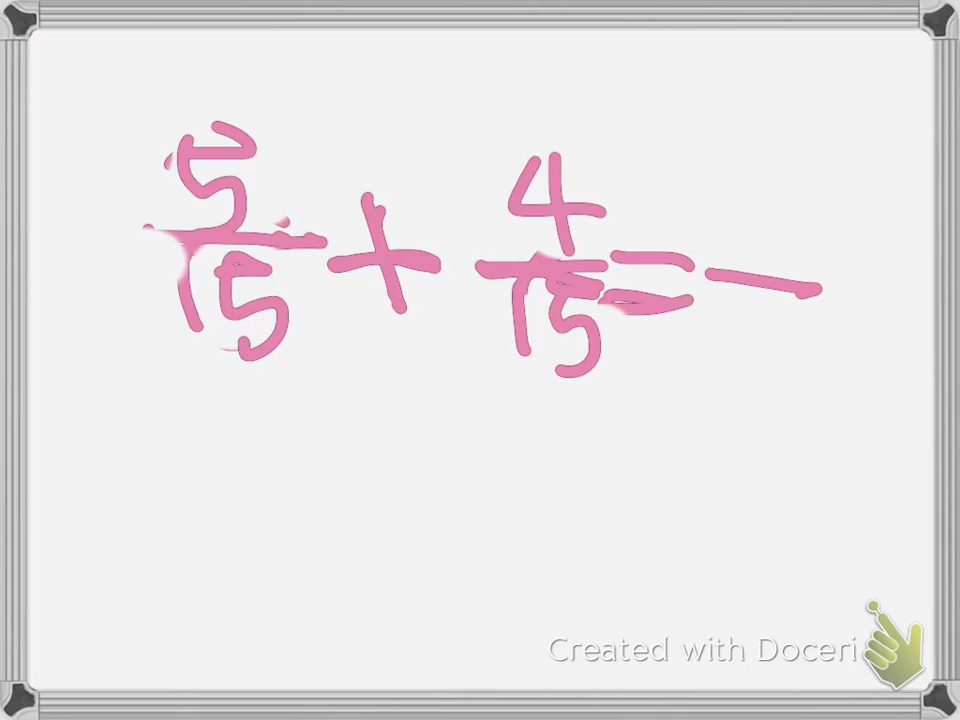 5/15 + 4/15 = —
Created with Doceri